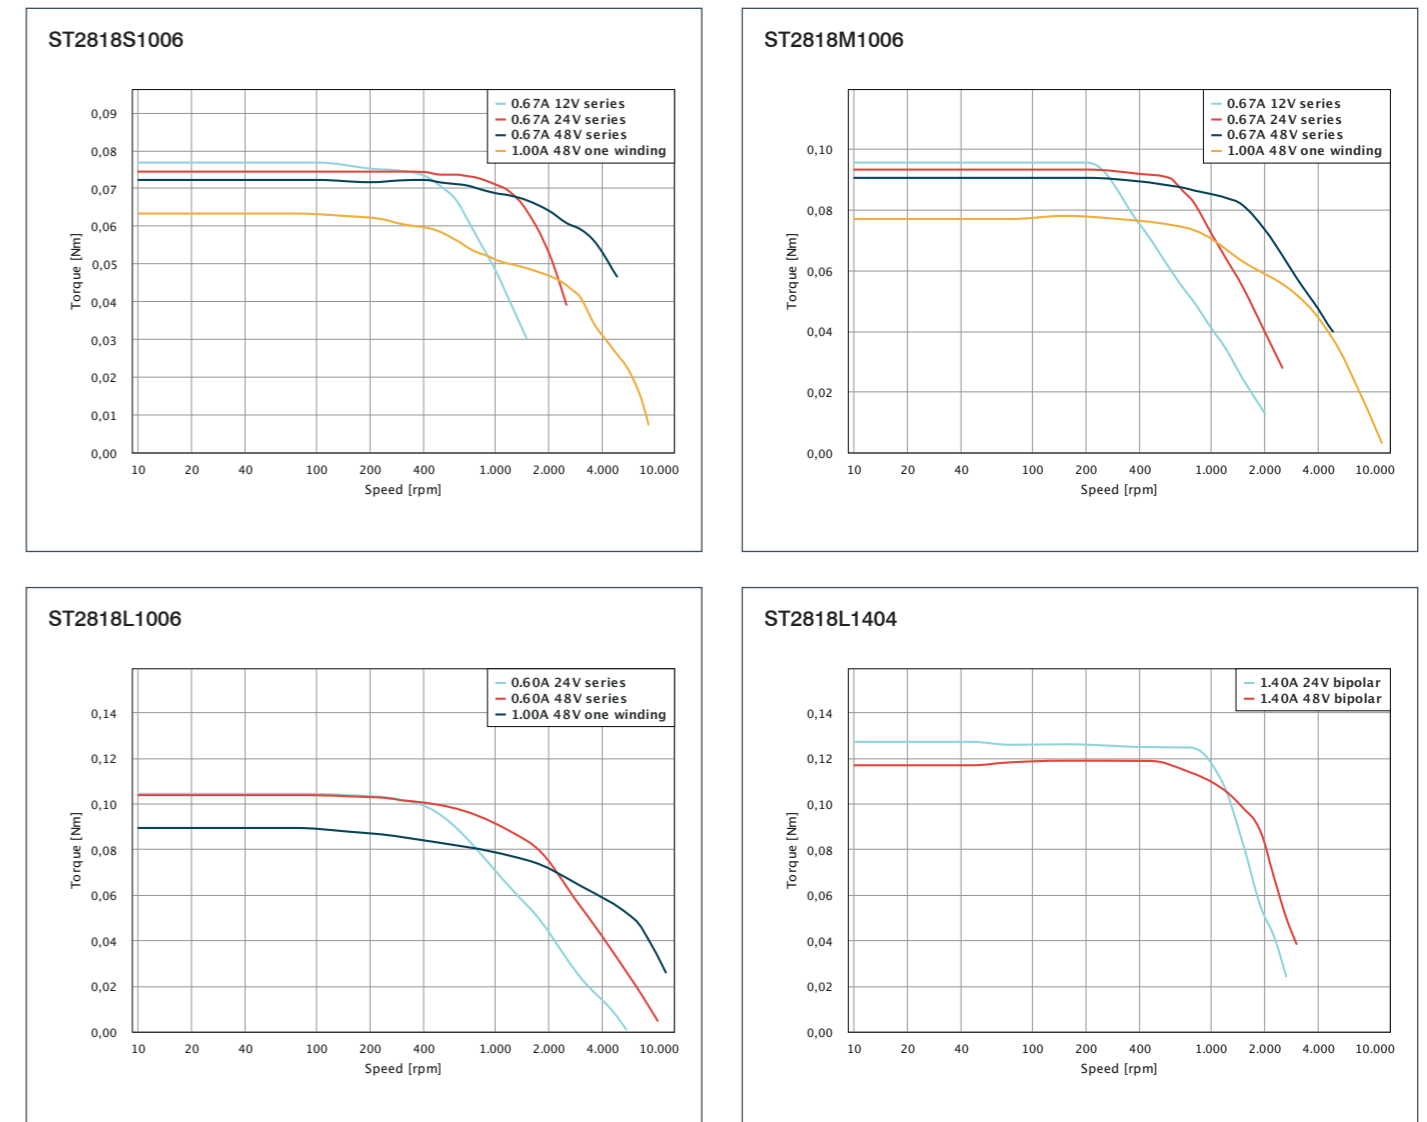 ST2818S1006
0.67A 12V series
0.67A 24V series
0.67A 48V series
1.00A 48V one winding
0,09
0,08
0,07
0,06
0,05
0,04
0,03
0,02
0,01
0,00
Torque [Nm]
10 20 40 100 200 400 1.000 2.000 4.000 10.000
Speed [rpm]
ST2818M1006
0.67A 12V series
0.67A 24V series
0.67A 48V series
1.00A 48V one winding
0,10
0,08
0,06
0,04
0,02
0,00
Torque [Nm]
10 20 40 100 200 400 1.000 2.000 4.000 10.000
Speed [rpm]
ST2818L1006
0.60A 24V series
0.60A 48V series
1.00A 48V one winding
0,14
0,12
0,10
0,08
0,06
0,04
0,02
0,00
Torque [Nm]
10 20 40 100 200 400 1.000 2.000 4.000 10.000
Speed [rpm]
ST2818L1404
1.40A 24V bipolar
1.40A 48V bipolar
0,14
0,12
0,10
0,08
0,06
0,04
0,02
0,00
Torque [Nm]
10 20 40 100 200 400 1.000 2.000 4.000 10.000
Speed [rpm]